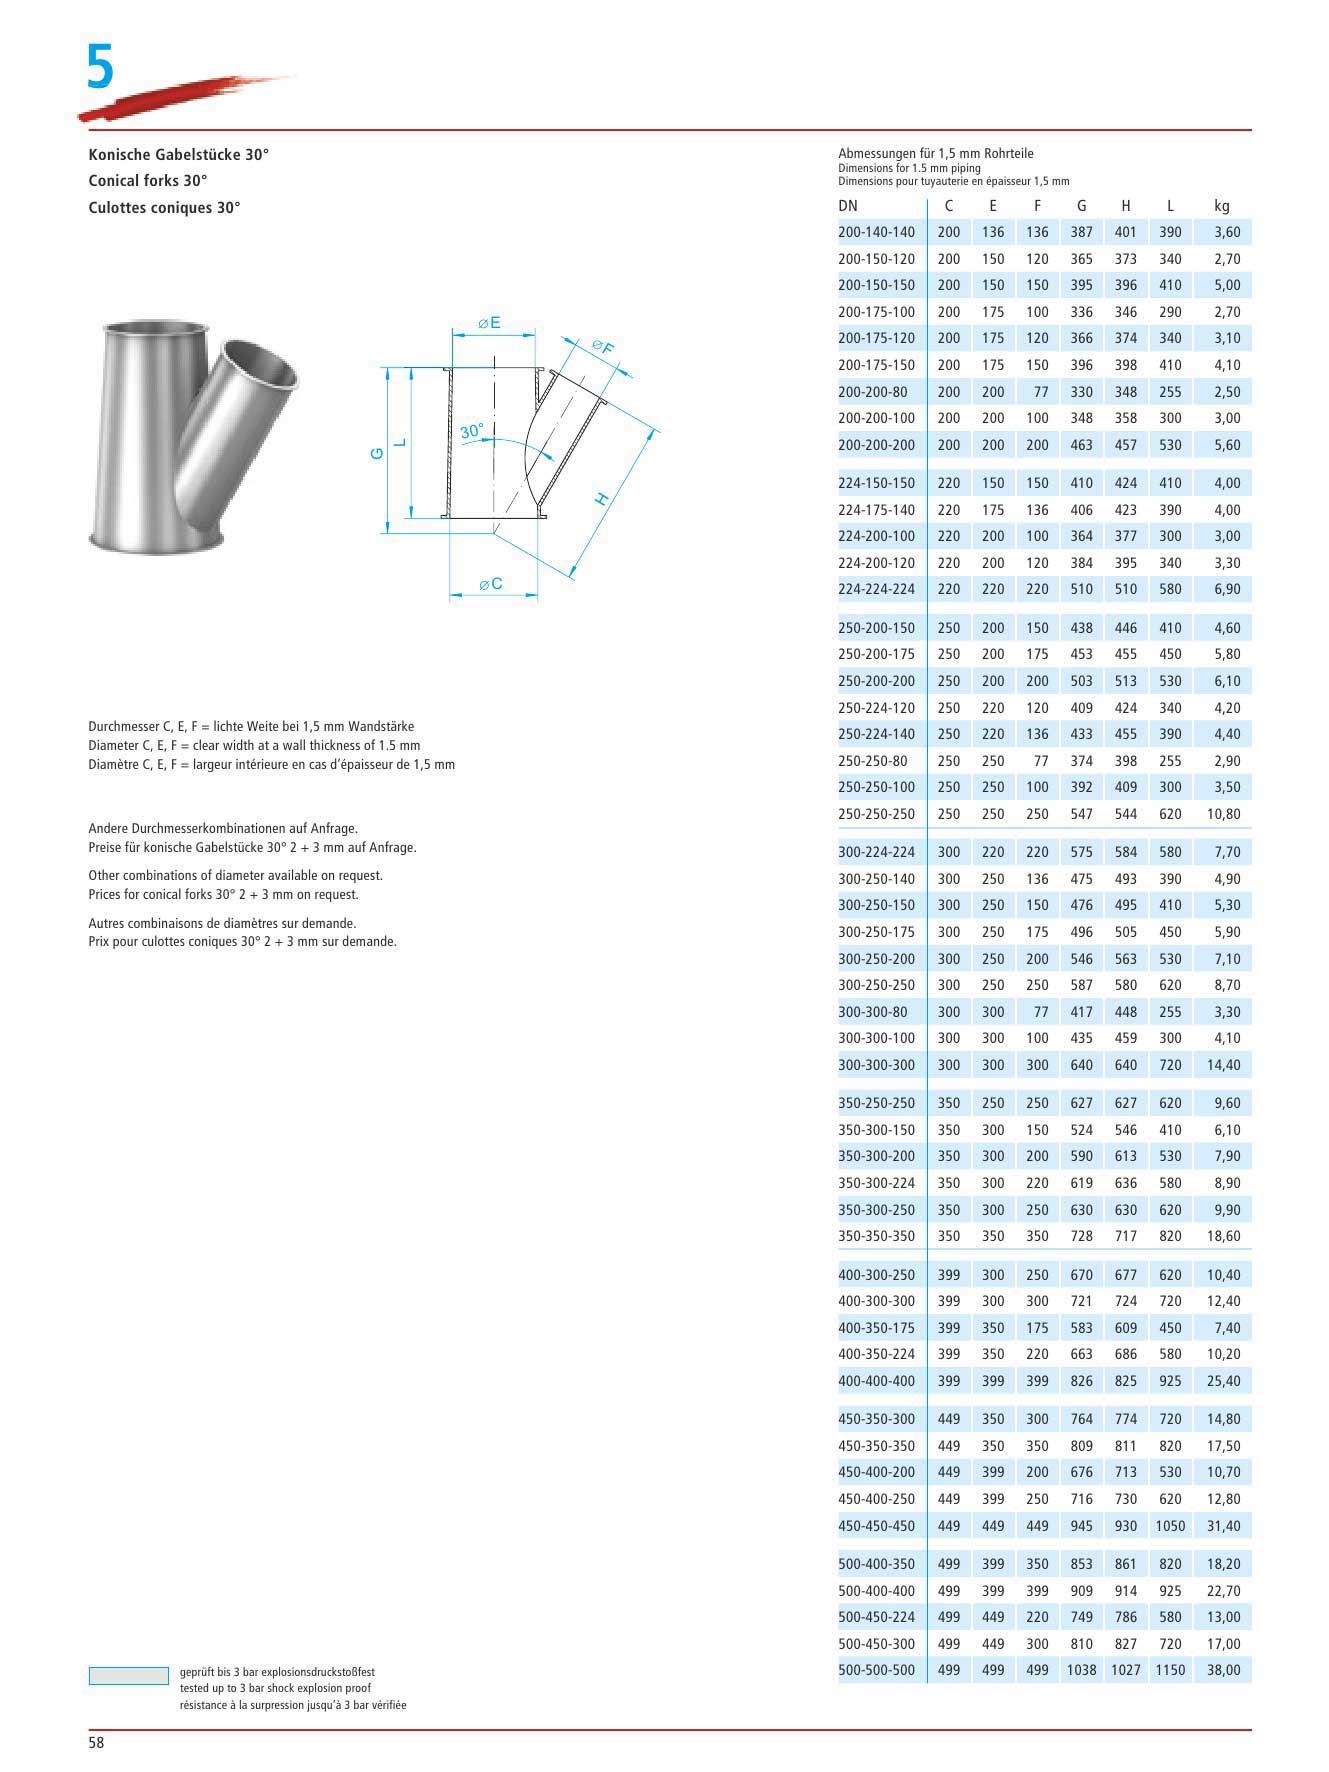 5
Konische Gabelstücke 30°
Conical forks 30°
Culottes coniques 30°
⌀E
⌀F
30°
G
L
H
⌀C
Durchmesser C, E, F = lichte Weite bei 1,5 mm Wandstärke
Diameter C, E, F = clear width at a wall thickness of 1.5 mm
Diamètre C, E, F = largeur intérieure en cas d'épaisseur de 1,5 mm
Andere Durchmesserkombinationen auf Anfrage.
Preise für konische Gabelstücke 30° 2 + 3 mm auf Anfrage.
Other combinations of diameter available on request.
Prices for conical forks 30° 2 + 3 mm on request.
Autres combinaisons de diamètres sur demande.
Prix pour culottes coniques 30° 2 + 3 mm sur demande.
Abmessungen für 1,5 mm Rohrteile
Dimensions for 1.5 mm piping
Dimensions pour tuyauterie en épaisseur 1,5 mm
DN C E F G H L kg
200-140-140 200 136 136 387 401 390 3,60
200-150-120 200 150 120 365 373 340 2,70
200-150-150 200 150 150 395 396 410 5,00
200-175-100 200 175 100 336 346 290 2,70
200-175-120 200 175 120 366 374 340 3,10
200-175-150 200 175 150 396 398 410 4,10
200-200-80 200 200 77 330 348 255 2,50
200-200-100 200 200 100 348 358 300 3,00
200-200-200 200 200 200 463 457 530 5,60
224-150-150 220 150 150 410 424 410 4,00
224-175-140 220 175 136 406 423 390 4,00
224-200-100 220 200 100 364 377 300 3,00
224-200-120 220 200 120 384 395 340 3,30
224-224-224 220 220 220 510 510 580 6,90
250-200-150 250 200 150 438 446 410 4,60
250-200-175 250 200 175 453 455 450 5,80
250-200-200 250 200 200 503 513 530 6,10
250-224-120 250 220 120 409 424 340 4,20
250-224-140 250 220 136 433 455 390 4,40
250-250-80 250 250 77 374 398 255 2,90
250-250-100 250 250 100 392 409 300 3,50
250-250-250 250 250 250 547 544 620 10,80
300-224-224 300 220 220 575 584 580 7,70
300-250-140 300 250 136 475 493 390 4,90
300-250-150 300 250 150 476 495 410 5,30
300-250-175 300 250 175 496 505 450 5,90
300-250-200 300 250 200 546 563 530 7,10
300-250-250 300 250 250 587 580 620 8,70
300-300-80 300 300 77 417 448 255 3,30
300-300-100 300 300 100 435 459 300 4,10
300-300-300 300 300 300 640 640 720 14,40
350-250-250 350 250 250 627 627 620 9,60
350-300-150 350 300 150 524 546 410 6,10
350-300-200 350 300 200 590 613 530 7,90
350-300-224 350 300 220 619 636 580 8,90
350-300-250 350 300 250 630 630 620 9,90
350-350-350 350 350 350 728 717 820 18,60
400-300-250 399 300 250 670 677 620 10,40
400-300-300 399 300 300 721 724 720 12,40
400-350-175 399 350 175 583 609 450 7,40
400-350-224 399 350 220 663 686 580 10,20
400-400-400 399 399 399 826 825 925 25,40
450-350-300 449 350 300 764 774 720 14,80
450-350-350 449 350 350 809 811 820 17,50
450-400-200 449 399 200 676 713 530 10,70
450-400-250 449 399 250 716 730 620 12,80
450-450-450 449 449 449 945 930 1050 31,40
500-400-350 499 399 350 853 861 820 18,20
500-400-400 499 399 399 909 914 925 22,70
500-450-224 499 449 220 749 786 580 13,00
500-450-300 499 449 300 810 827 720 17,00
500-500-500 499 499 499 1038 1027 1150 38,00
geprüft bis 3 bar explosionsdruckstoßfest
tested up to 3 bar shock explosion proof
résistance à la surpression jusqu'à 3 bar vérifiée
58